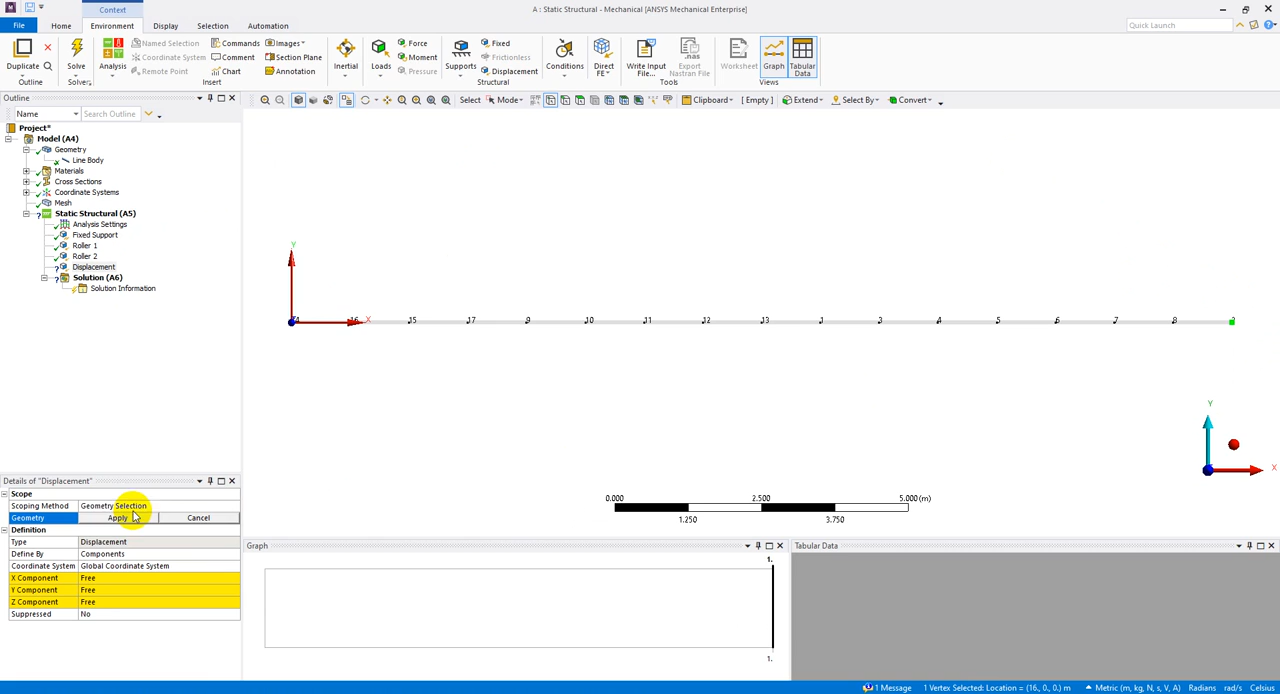 Context
A : Static Structural - Mechanical [ANSYS Mechanical Enterprise]
File Home Environment Display Selection Automation Quick Launch
Duplicate Solve Analysis Named Selection Commands Images Inertial Loads Force Supports Fixed Conditions Direct FE Write Input File... Export Nastran File Worksheet Graph Tabular Data
Coordinate System Comment Section Plane Moment Frictionless
Remote Point Chart Annotation Pressure Displacement
Outline Solver Insert Structural Tools Views
Outline
Name Search Outline
Select Mode Clipboard [ Empty ] Extend Select By Convert
Project*
Model (A4)
Geometry
Line Body
Materials
Cross Sections
Coordinate Systems
Mesh
Static Structural (A5)
Analysis Settings
Fixed Support
Roller 1
Roller 2
Displacement
Solution (A6)
Solution Information
Y
14 16 X 15 17 9 10 11 12 13 1 3 4 5 6 7 8 2
Y
X
0.000 2.500 5.000 (m)
1.250 3.750
Details of "Displacement"
Scope
Scoping Method Geometry Selection
Geometry Apply Cancel
Definition
Type Displacement
Define By Components
Coordinate System Global Coordinate System
X Component Free
Y Component Free
Z Component Free
Suppressed No
Graph
1.
1.
Tabular Data
1 Message 1 Vertex Selected: Location = (16., 0., 0.) m Metric (m, kg, N, s, V, A) Radians rad/s Celsius